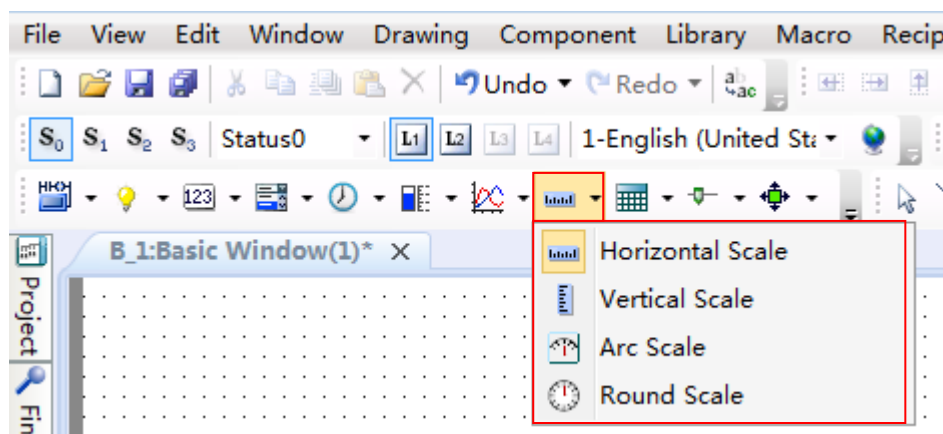 File View Edit Window Drawing Component Library Macro Recip
Undo Redo ab ac
S0 S1 S2 S3 Status0 L1 L2 L3 L4 1-English (United Sta
123
B_1:Basic Window(1)* X
Horizontal Scale
Vertical Scale
Arc Scale
Round Scale
Project
Fin